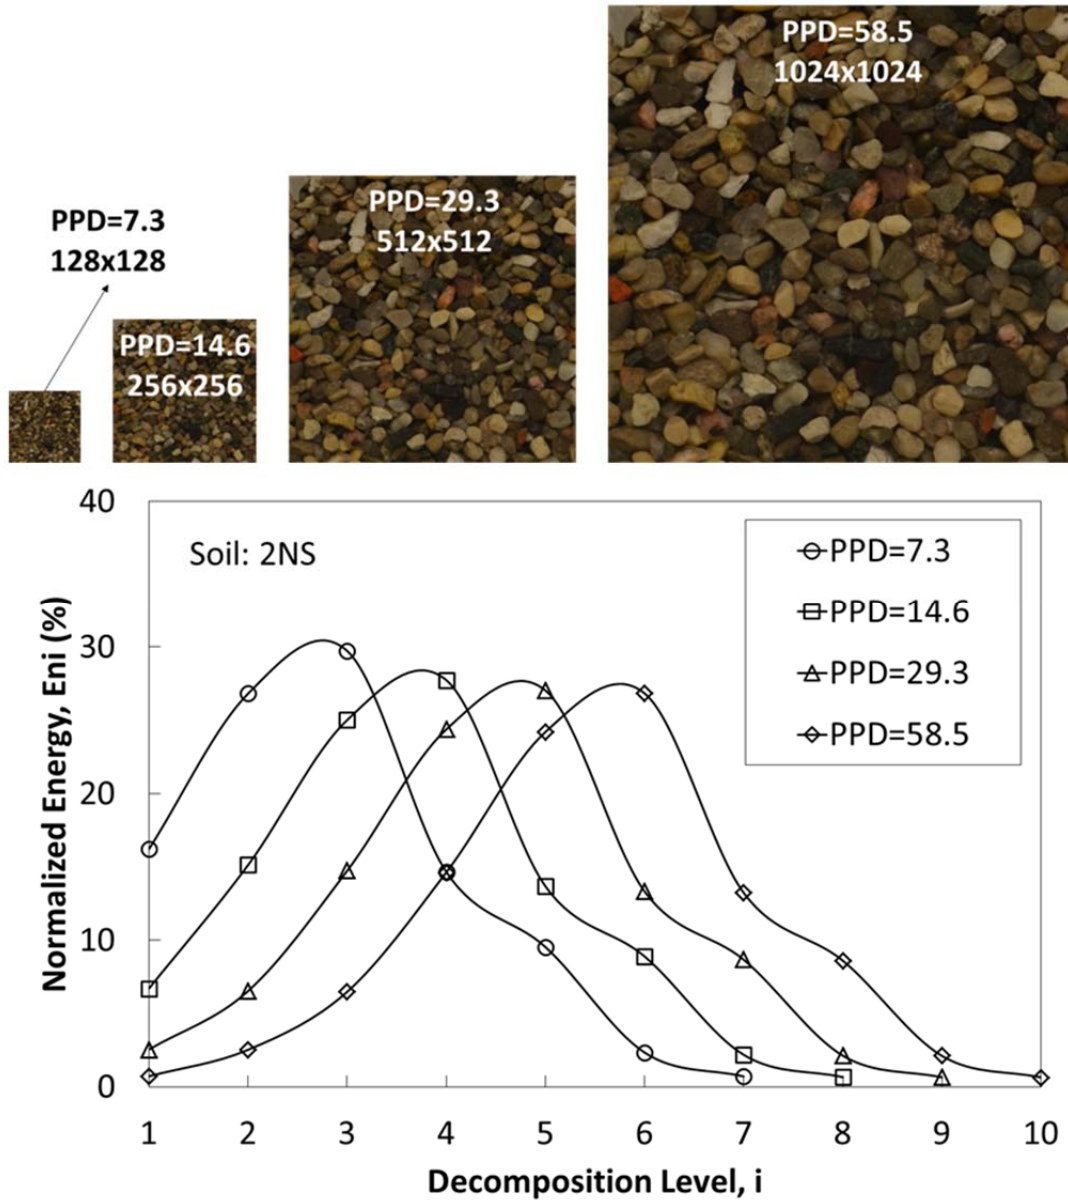 PPD=58.5
1024x1024
PPD=29.3
512x512
PPD=7.3
128x128
PPD=14.6
256x256
40
30
20
10
0
Normalized Energy, Eni (%)
Soil: 2NS
PPD=7.3
PPD=14.6
PPD=29.3
PPD=58.5
1 2 3 4 5 6 7 8 9 10
Decomposition Level, i